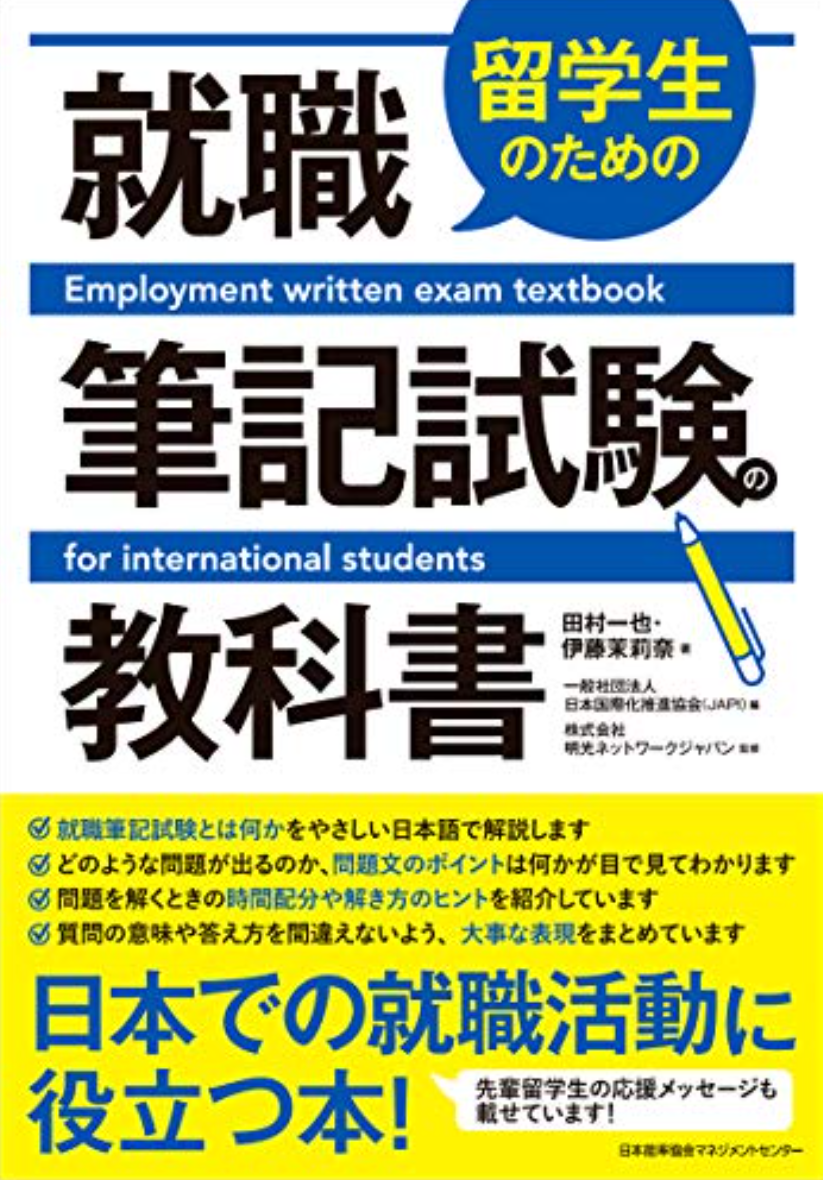 留学生
のための
就職
Employment written exam textbook
筆記試験の
for international students
教科書
田村一也・
伊藤茉莉奈 著
一般社団法人
日本国際化推進協会(JAPI) 編
株式会社
明光ネットワークジャパン 監修
就職筆記試験とは何かをやさしい日本語で解説します
どのような問題が出るのか、問題文のポイントは何かが目で見てわかります
問題を解くときの時間配分や解き方のヒントを紹介しています
質問の意味や答え方を間違えないよう、大事な表現をまとめています
日本での就職活動に
役立つ本!
先輩留学生の応援メッセージも
載せています!
日本能率協会マネジメントセンター